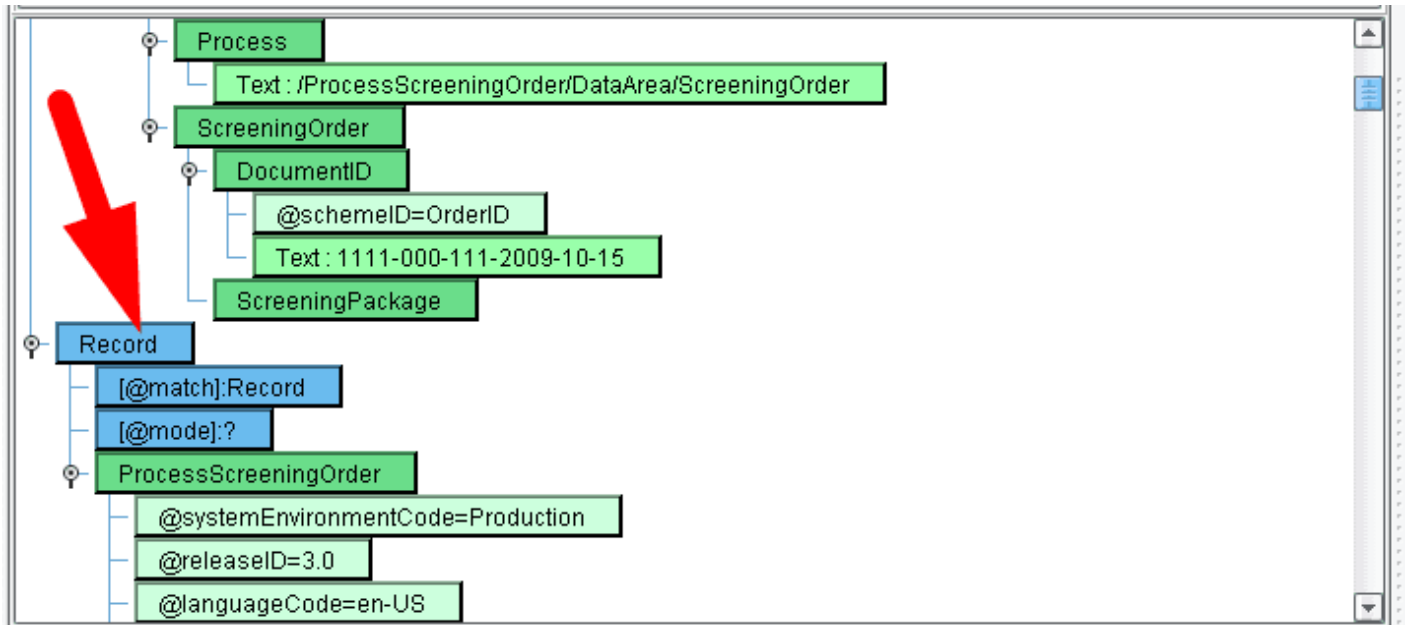 Process
Text : /ProcessScreeningOrder/DataArea/ScreeningOrder
ScreeningOrder
DocumentID
@schemeID=OrderID
Text : 1111-000-111-2009-10-15
ScreeningPackage
Record
[@match]:Record
[@mode]:?
ProcessScreeningOrder
@systemEnvironmentCode=Production
@releaseID=3.0
@languageCode=en-US